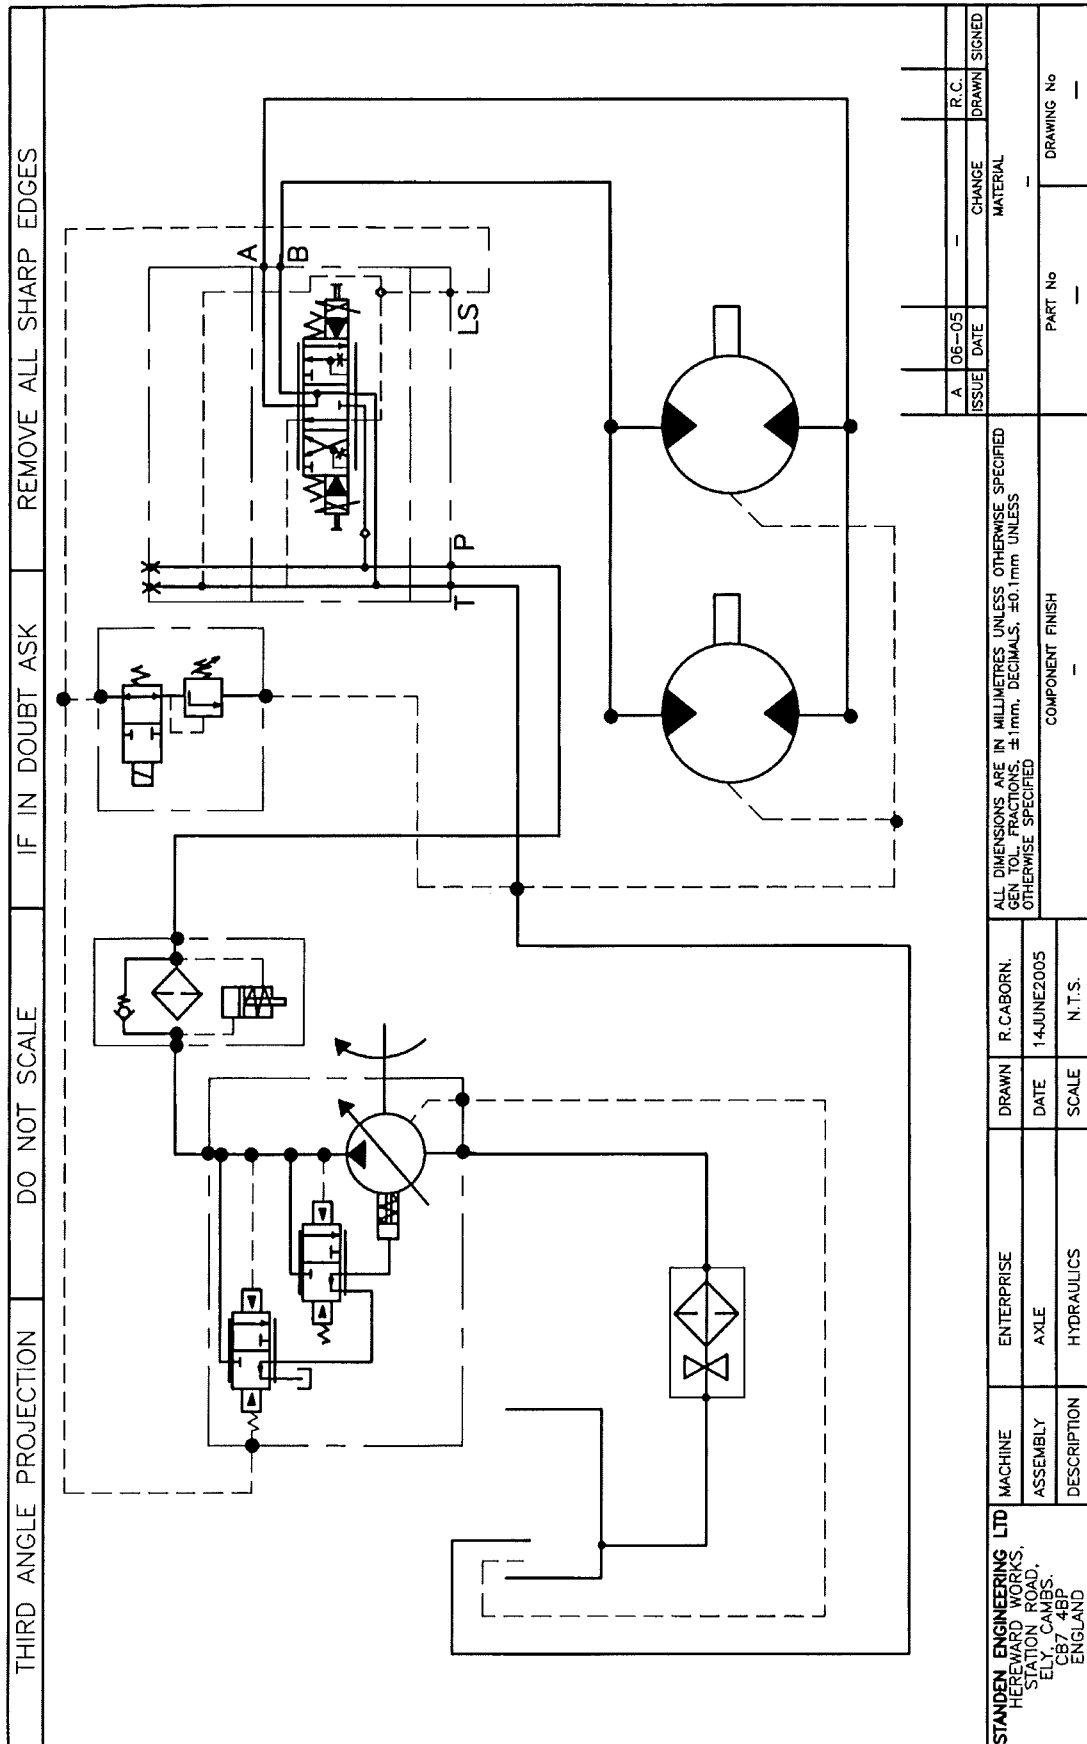 THIRD ANGLE PROJECTION
DO NOT SCALE
IF IN DOUBT ASK
REMOVE ALL SHARP EDGES
A
B
LS
P
T
STANDEN ENGINEERING LTD
HEREWARD WORKS,
STATION ROAD,
ELY, CAMBS.
CB7 4BP
ENGLAND
MACHINE
ENTERPRISE
ASSEMBLY
AXLE
DESCRIPTION
HYDRAULICS
DRAWN
R.CABORN.
DATE
14JUNE2005
SCALE
N.T.S.
ALL DIMENSIONS ARE IN MILLIMETRES UNLESS OTHERWISE SPECIFIED
GEN TOL. FRACTIONS. ±1mm. DECIMALS. ±0.1mm UNLESS
OTHERWISE SPECIFIED
COMPONENT FINISH
–
A
06–05
–
R.C.
ISSUE
DATE
CHANGE
DRAWN
SIGNED
MATERIAL
–
PART No
–
DRAWING No
–